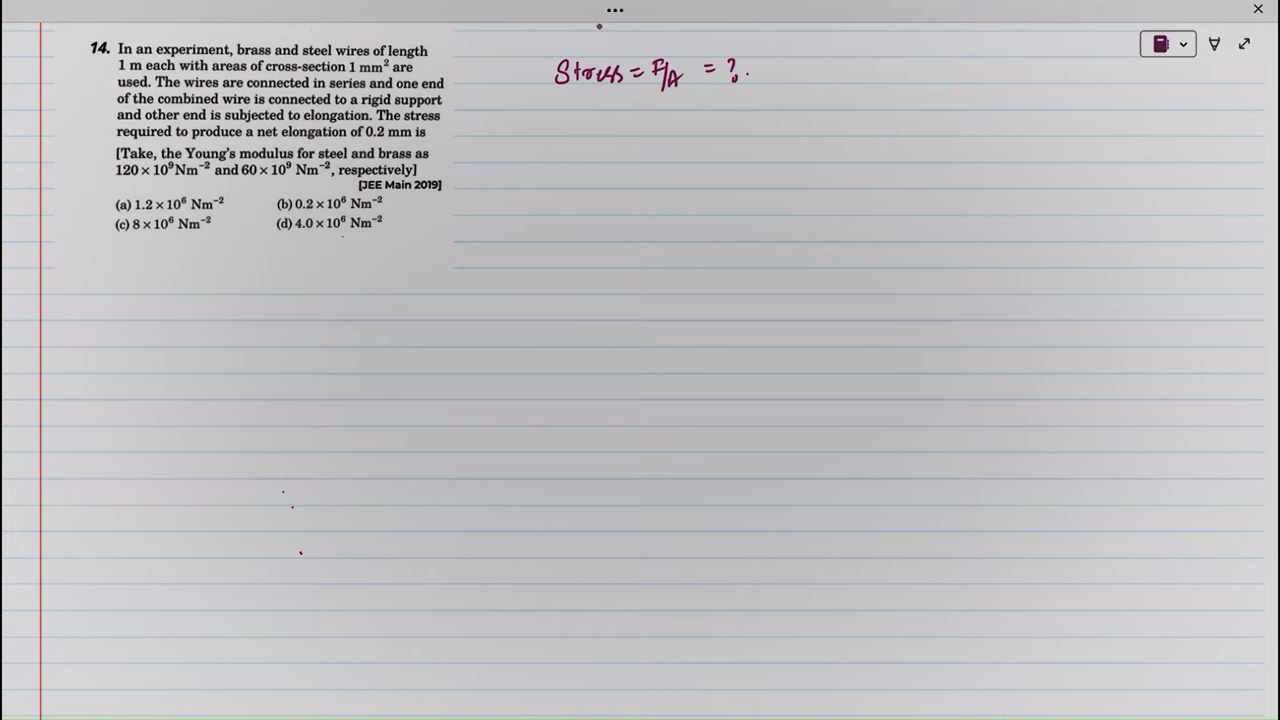 14. In an experiment, brass and steel wires of length
1 m each with areas of cross-section 1 mm² are
used. The wires are connected in series and one end
of the combined wire is connected to a rigid support
and other end is subjected to elongation. The stress
required to produce a net elongation of 0.2 mm is
[Take, the Young's modulus for steel and brass as
120 × 10⁹ Nm⁻² and 60 × 10⁹ Nm⁻², respectively]
[JEE Main 2019]
(a) 1.2 × 10⁶ Nm⁻² (b) 0.2 × 10⁶ Nm⁻²
(c) 8 × 10⁶ Nm⁻² (d) 4.0 × 10⁶ Nm⁻²
Stress = F/A = ?.